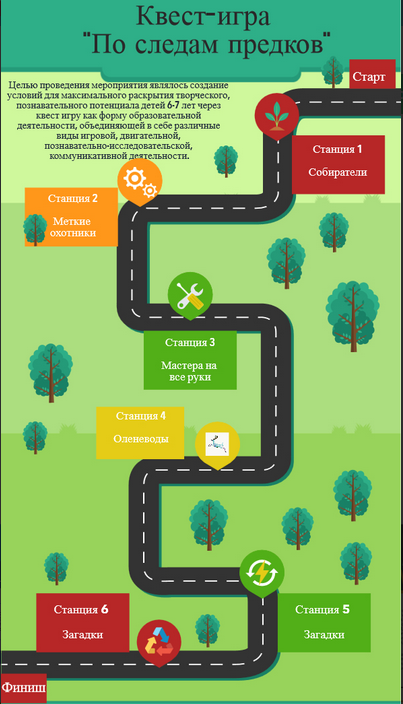 Квест-игра
"По следам предков"
Старт
Целью проведения мероприятия являлось создание
условий для максимального раскрытия творческого,
познавательного потенциала детей 6-7 лет через
квест игру как форму образовательной
деятельности, объединяющей в себе различные
виды игровой, двигательной,
познавательно-исследовательской,
коммуникативной деятельности.
Станция 1
Собиратели
Станция 2
Меткие
охотники
Станция 3
Мастера на
все руки
Станция 4
Оленеводы
Станция 5
Загадки
Станция 6
Загадки
Финиш